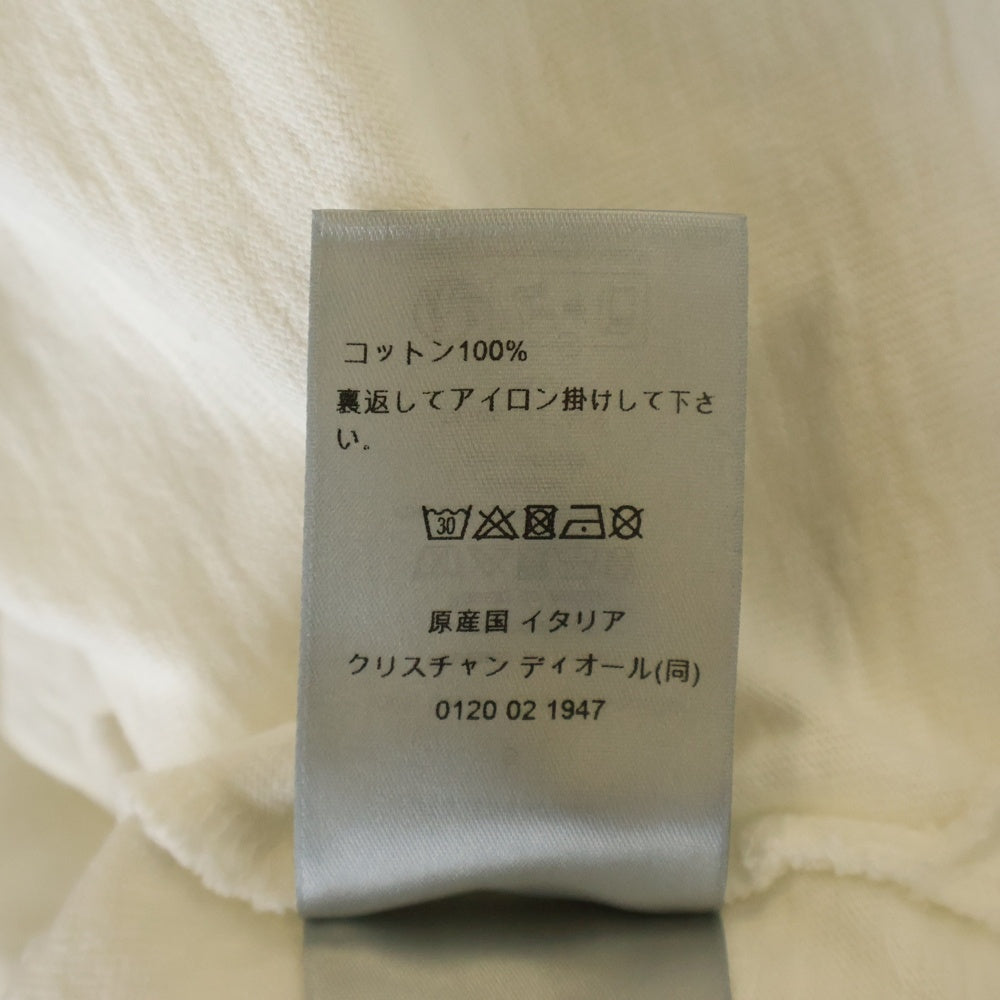 コットン100%
裏返してアイロン掛けして下さ
い。
30
原産国 イタリア
クリスチャン ディオール(同)
0120 02 1947